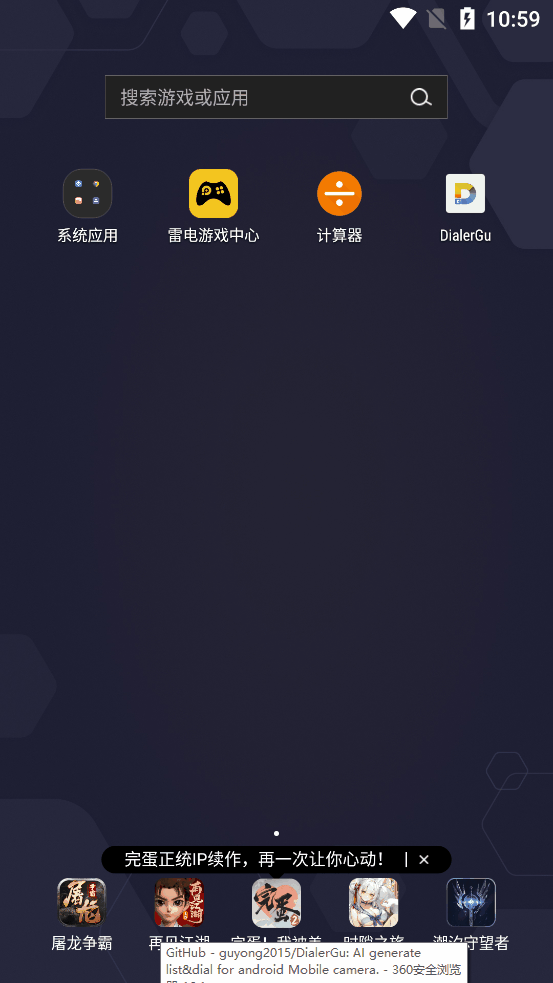 10:59
搜索游戏或应用
系统应用
雷电游戏中心
计算器
DialerGu
完蛋正统IP续作，再一次让你心动！ | ×
屠龙争霸
再见江湖
完蛋！我被美
时隙之旅
潮汐守望者
GitHub - guyong2015/DialerGu: AI generate
list&dial for android Mobile camera. - 360安全浏览